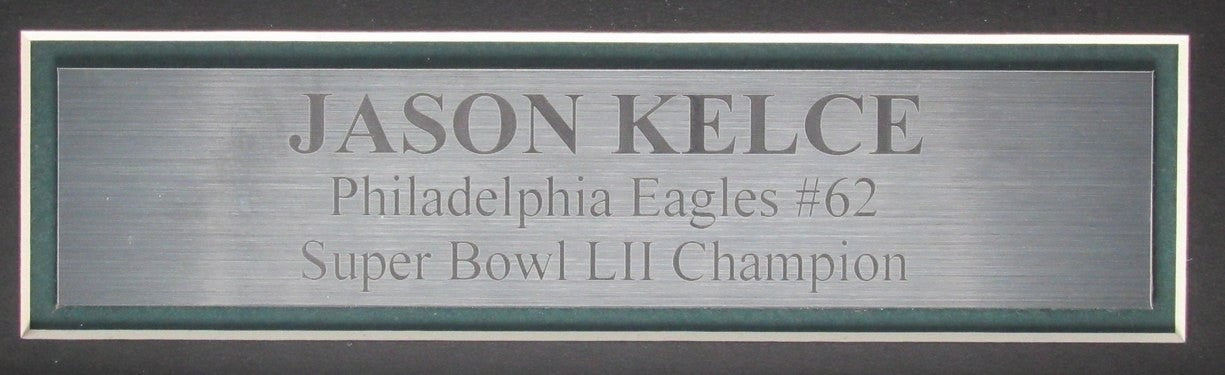 JASON KELCE
Philadelphia Eagles #62
Super Bowl LII Champion